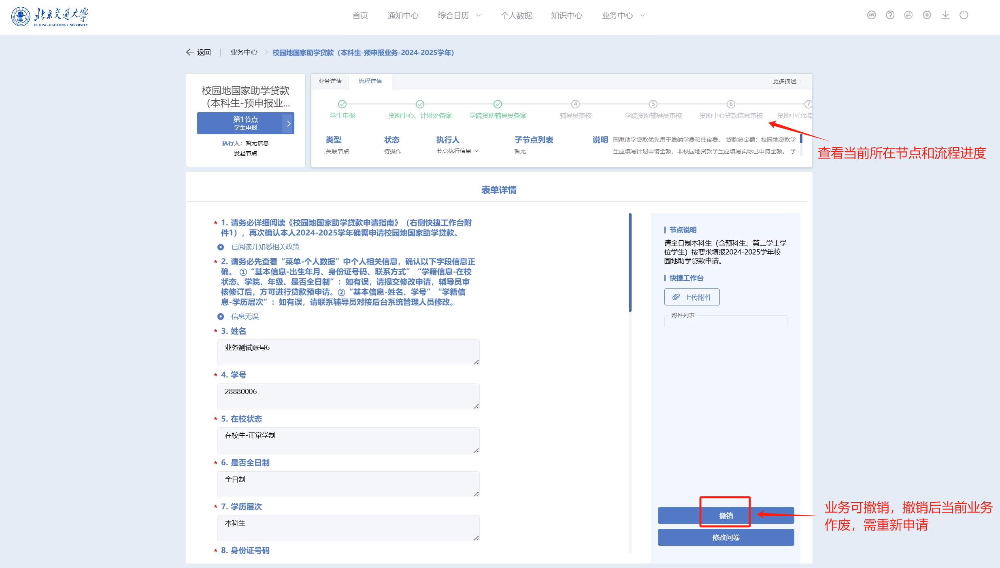 北京交通大学
BEIJING JIAOTONG UNIVERSITY
首页
通知中心
综合日历
个人数据
知识中心
业务中心
EN
返回
业务中心
校园地国家助学贷款（本科生-预申报业务-2024-2025学年）
校园地国家助学贷款
（本科生-预申报业...
第1节点
学生申报
执行人：暂无信息
发起节点
业务详情
流程详情
更多描述
4
5
6
7
学生申报
资助中心、计财处备案
学院资助辅导员备案
辅导员审核
学院资助辅导员审核
资助中心贷款信息审核
资助中心到款
类型
关联节点
状态
待操作
执行人
节点执行信息
子节点列表
暂无
说明
国家助学贷款优先用于缴纳学费和住宿费。 贷款总金额：校园地贷款学
生应填写计划申请金额，非校园地贷款学生应填写实际已申请金额。 学
查看当前所在节点和流程进度
表单详情
* 1. 请务必详细阅读《校园地国家助学贷款申请指南》（右侧快捷工作台附
件1），再次确认本人2024-2025学年确需申请校园地国家助学贷款。
已阅读并知悉相关政策
* 2. 请务必先查看“菜单-个人数据”中个人相关信息，确认以下字段信息正
确。 ①“基本信息-出生年月、身份证号码、联系方式” “学籍信息-在校
状态、学院、年级、是否全日制”：如有误，请提交修改申请，辅导员审
核修订后，方可进行贷款预申请。②“基本信息-姓名、学号” “学籍信
息-学历层次”：如有误，请联系辅导员对接后台系统管理人员修改。
信息无误
* 3. 姓名
业务测试账号6
* 4. 学号
28880006
* 5. 在校状态
在校生-正常学制
* 6. 是否全日制
全日制
* 7. 学历层次
本科生
* 8. 身份证号码
节点说明
请全日制本科生（含预科生、第二学士学
位学生）按要求填报2024-2025学年校
园地助学贷款申请。
快捷工作台
上传附件
附件列表
撤销
修改问卷
业务可撤销，撤销后当前业务
作废，需重新申请